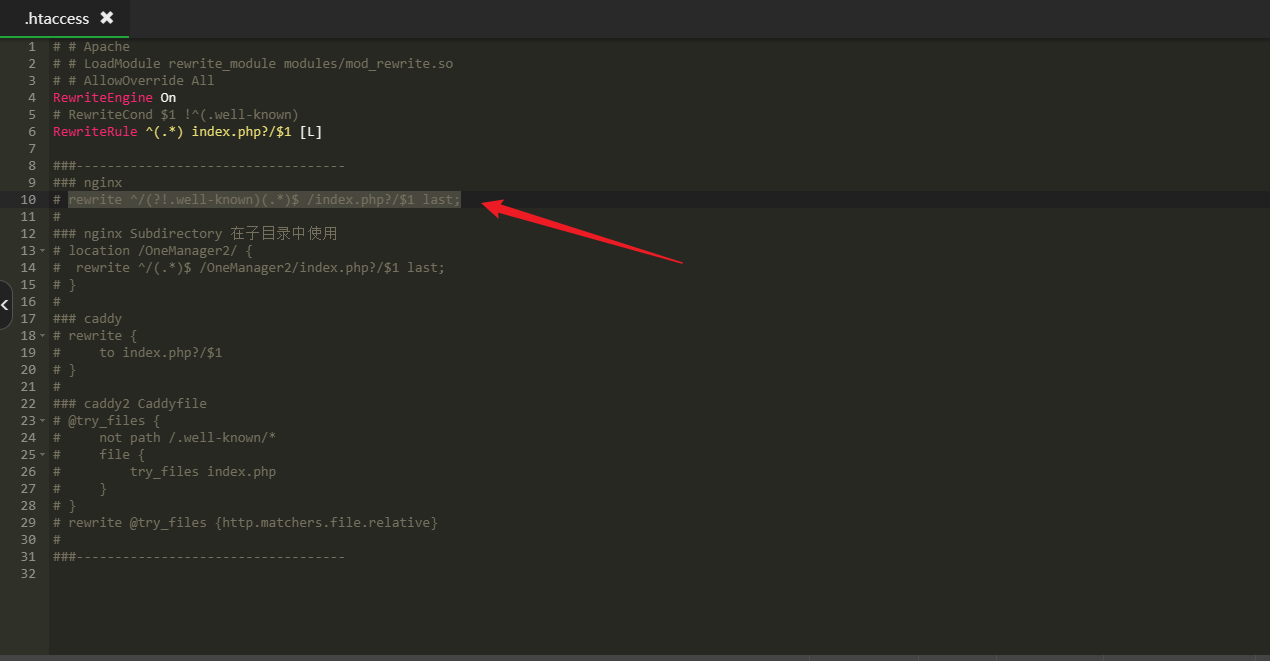 .htaccess ✖
1 # # Apache
2 # # LoadModule rewrite_module modules/mod_rewrite.so
3 # # AllowOverride All
4 RewriteEngine On
5 # RewriteCond $1 !^(.well-known)
6 RewriteRule ^(.*) index.php?/$1 [L]
7
8 ###-----------------------------------
9 ### nginx
10 # rewrite ^/(?!.well-known)(.*)$ /index.php?/$1 last;
11 #
12 ### nginx Subdirectory 在子目录中使用
13 # location /OneManager2/ {
14 #  rewrite ^/(.*)$ /OneManager2/index.php?/$1 last;
15 # }
16 #
17 ### caddy
18 # rewrite {
19 #     to index.php?/$1
20 # }
21 #
22 ### caddy2 Caddyfile
23 # @try_files {
24 #     not path /.well-known/*
25 #     file {
26 #         try_files index.php
27 #     }
28 # }
29 # rewrite @try_files {http.matchers.file.relative}
30 #
31 ###-----------------------------------
32